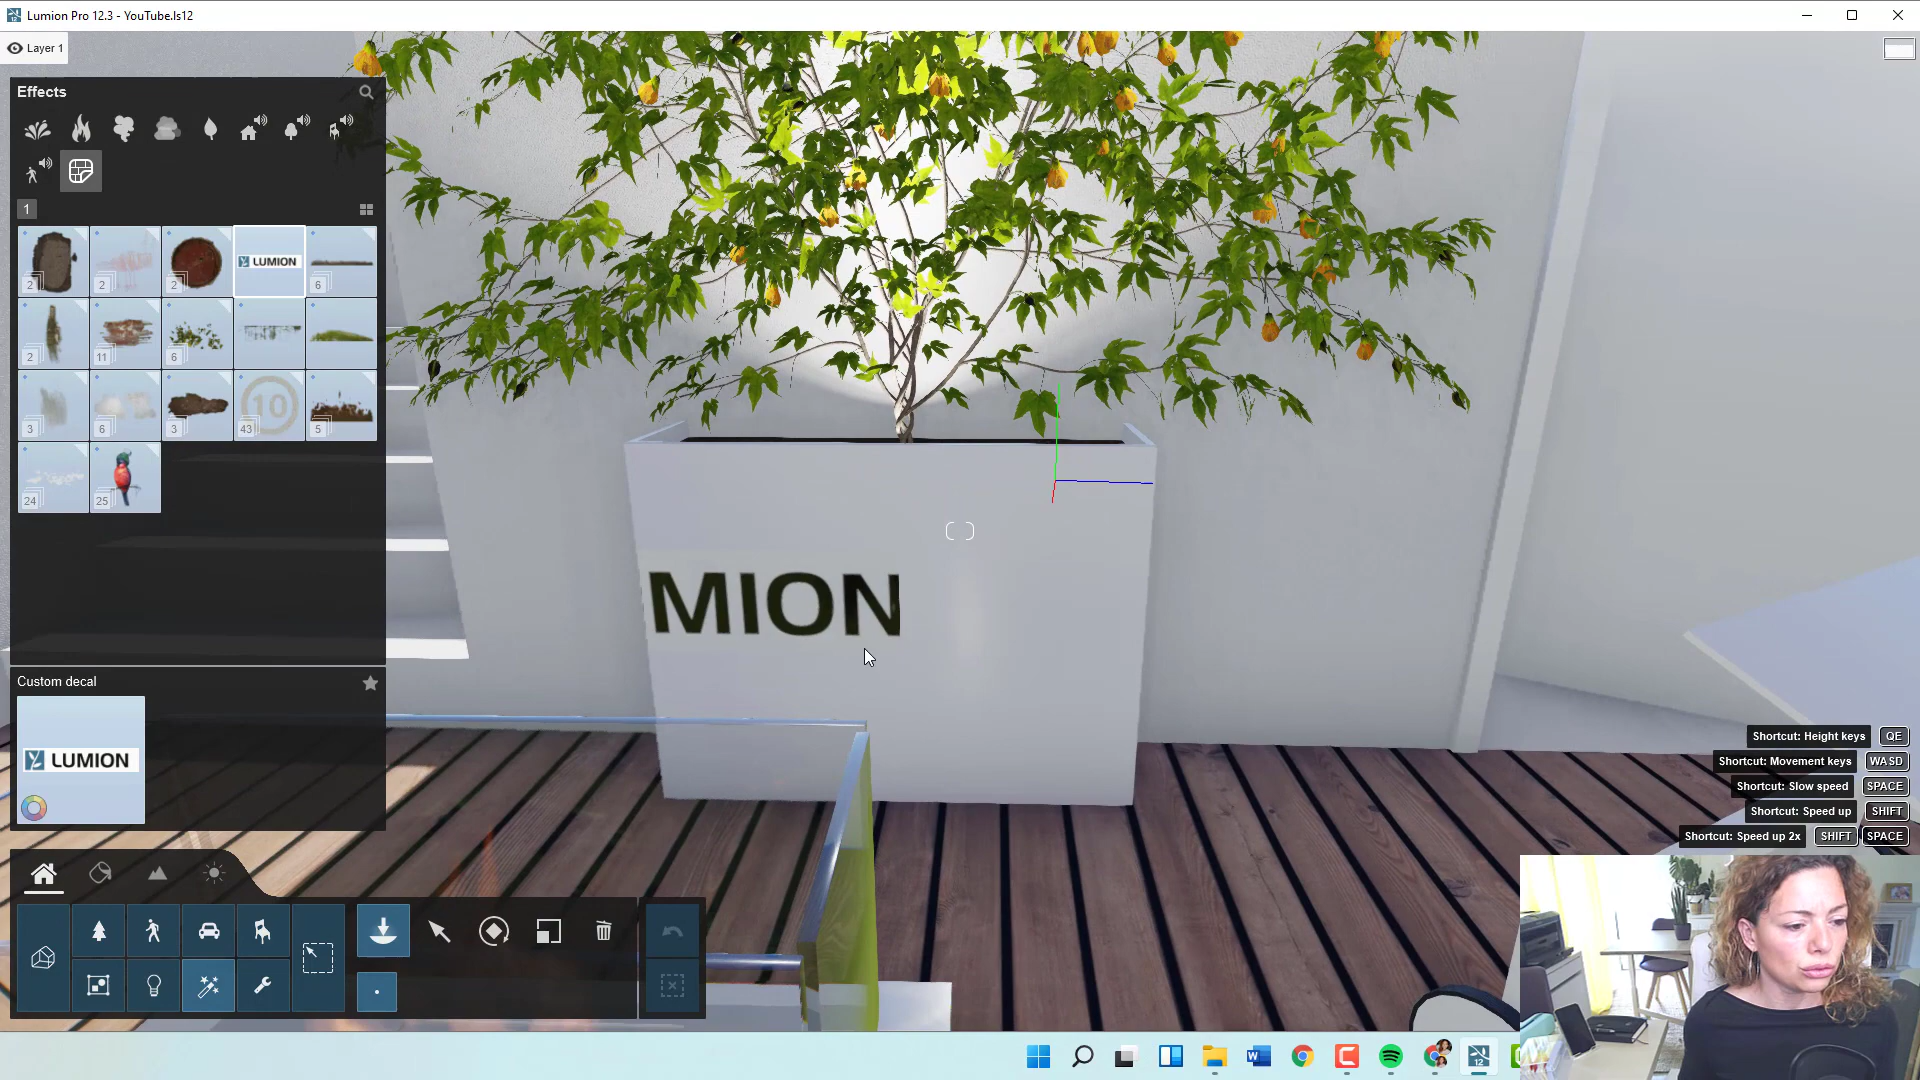 Lumion Pro 12.3 - YouTube.ls12
Layer 1
Effects
1
2
2
2
LUMION
6
2
11
6
3
6
3
10
43
5
24
25
MION
Custom decal
LUMION
Shortcut: Height keys QE
Shortcut: Movement keys WASD
Shortcut: Slow speed SPACE
Shortcut: Speed up SHIFT
Shortcut: Speed up 2x SHIFT SPACE
12